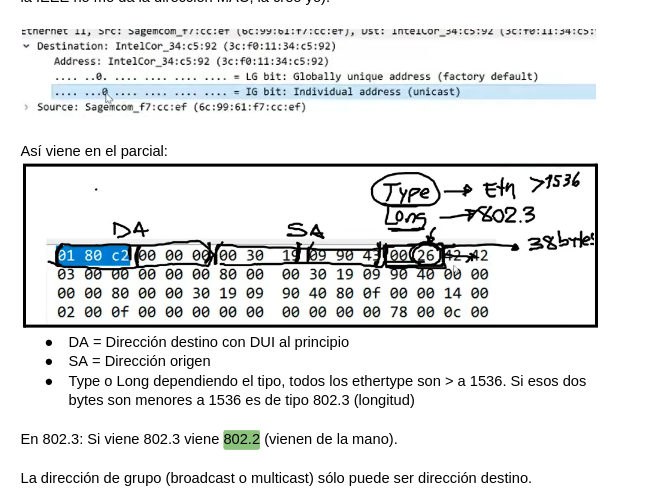 la IEEE no me da la dirección MAC, la creo yo).
Ethernet II, Src: Sagemcom_f7:cc:ef (6c:99:61:f7:cc:ef), Dst: IntelCor_34:c5:92 (3c:f0:11:34:c5:
Destination: IntelCor_34:c5:92 (3c:f0:11:34:c5:92)
Address: IntelCor_34:c5:92 (3c:f0:11:34:c5:92)
.... ..0. .... .... .... .... = LG bit: Globally unique address (factory default)
.... ...0 .... .... .... .... = IG bit: Individual address (unicast)
Source: Sagemcom_f7:cc:ef (6c:99:61:f7:cc:ef)
Así viene en el parcial:
Type → Eth >1536
Long → 802.3
DA SA
38bytes
01 80 c2 00 00 00 00 30 19 09 90 43 00 26 42 42
03 00 00 00 00 00 80 00 00 30 19 09 90 40 00 00
00 00 80 00 00 30 19 09 90 40 80 0f 00 00 14 00
02 00 0f 00 00 00 00 00 00 00 00 00 78 00 0c 00
● DA = Dirección destino con DUI al principio
● SA = Dirección origen
● Type o Long dependiendo el tipo, todos los ethertype son > a 1536. Si esos dos
bytes son menores a 1536 es de tipo 802.3 (longitud)
En 802.3: Si viene 802.3 viene 802.2 (vienen de la mano).
La dirección de grupo (broadcast o multicast) sólo puede ser dirección destino.